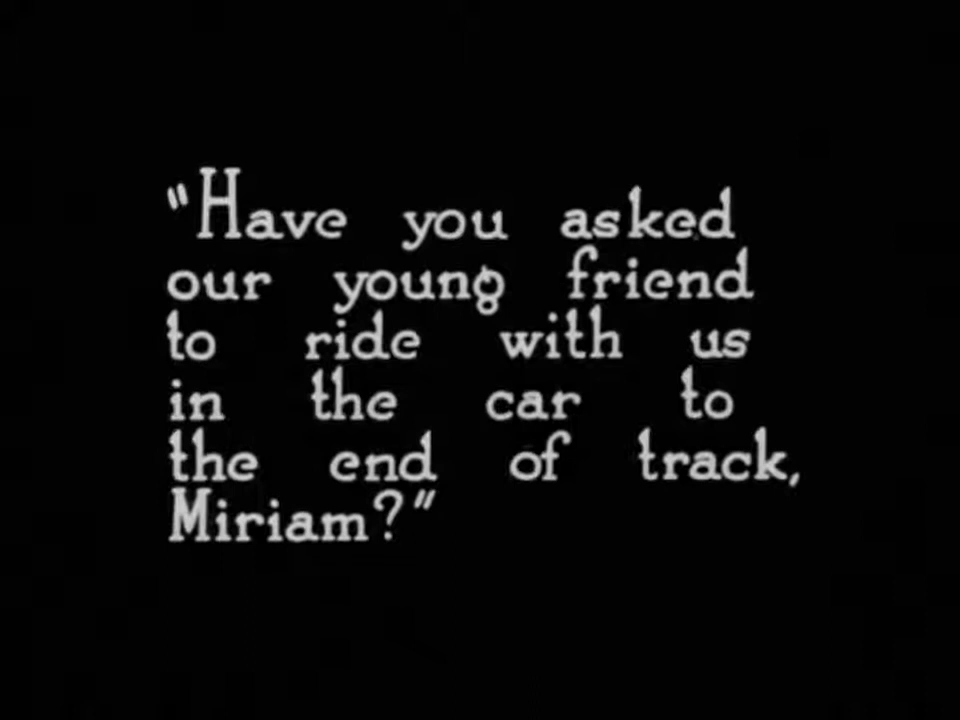 "Have you asked
our young friend
to ride with us
in the car to
the end of track,
Miriam?"